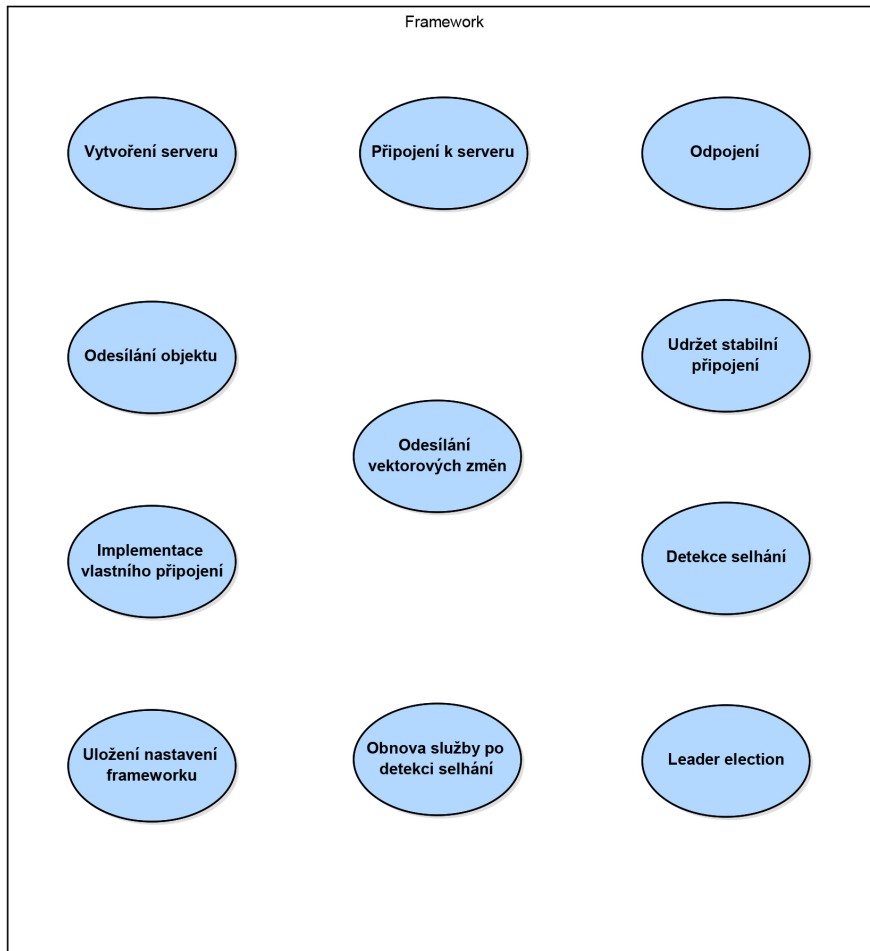 Framework
Vytvoření serveru
Připojení k serveru
Odpojení
Odesílání objektu
Udržet stabilní
připojení
Odesílání
vektorových změn
Implementace
vlastního připojení
Detekce selhání
Uložení nastavení
frameworku
Obnova služby po
detekci selhání
Leader election